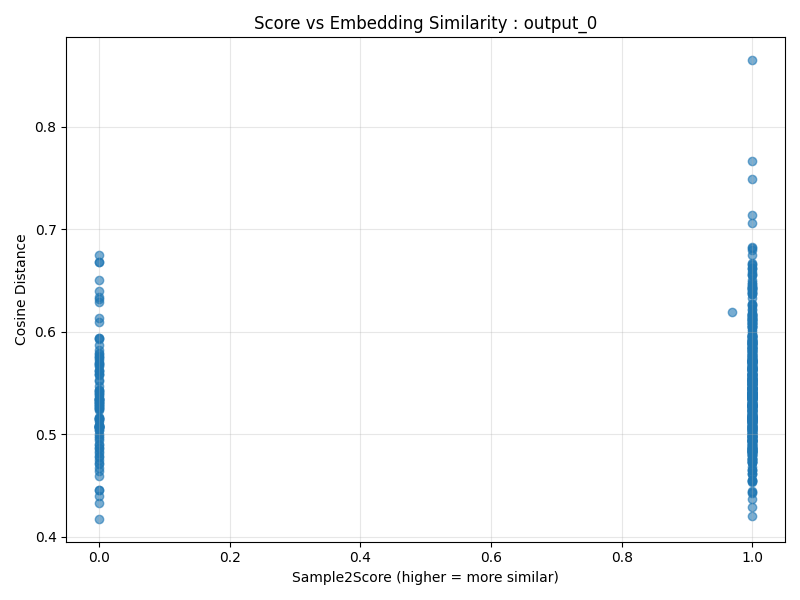 Score vs Embedding Similarity : output_0
Cosine Distance
0.8
0.7
0.6
0.5
0.4
0.0 0.2 0.4 0.6 0.8 1.0
Sample2Score (higher = more similar)